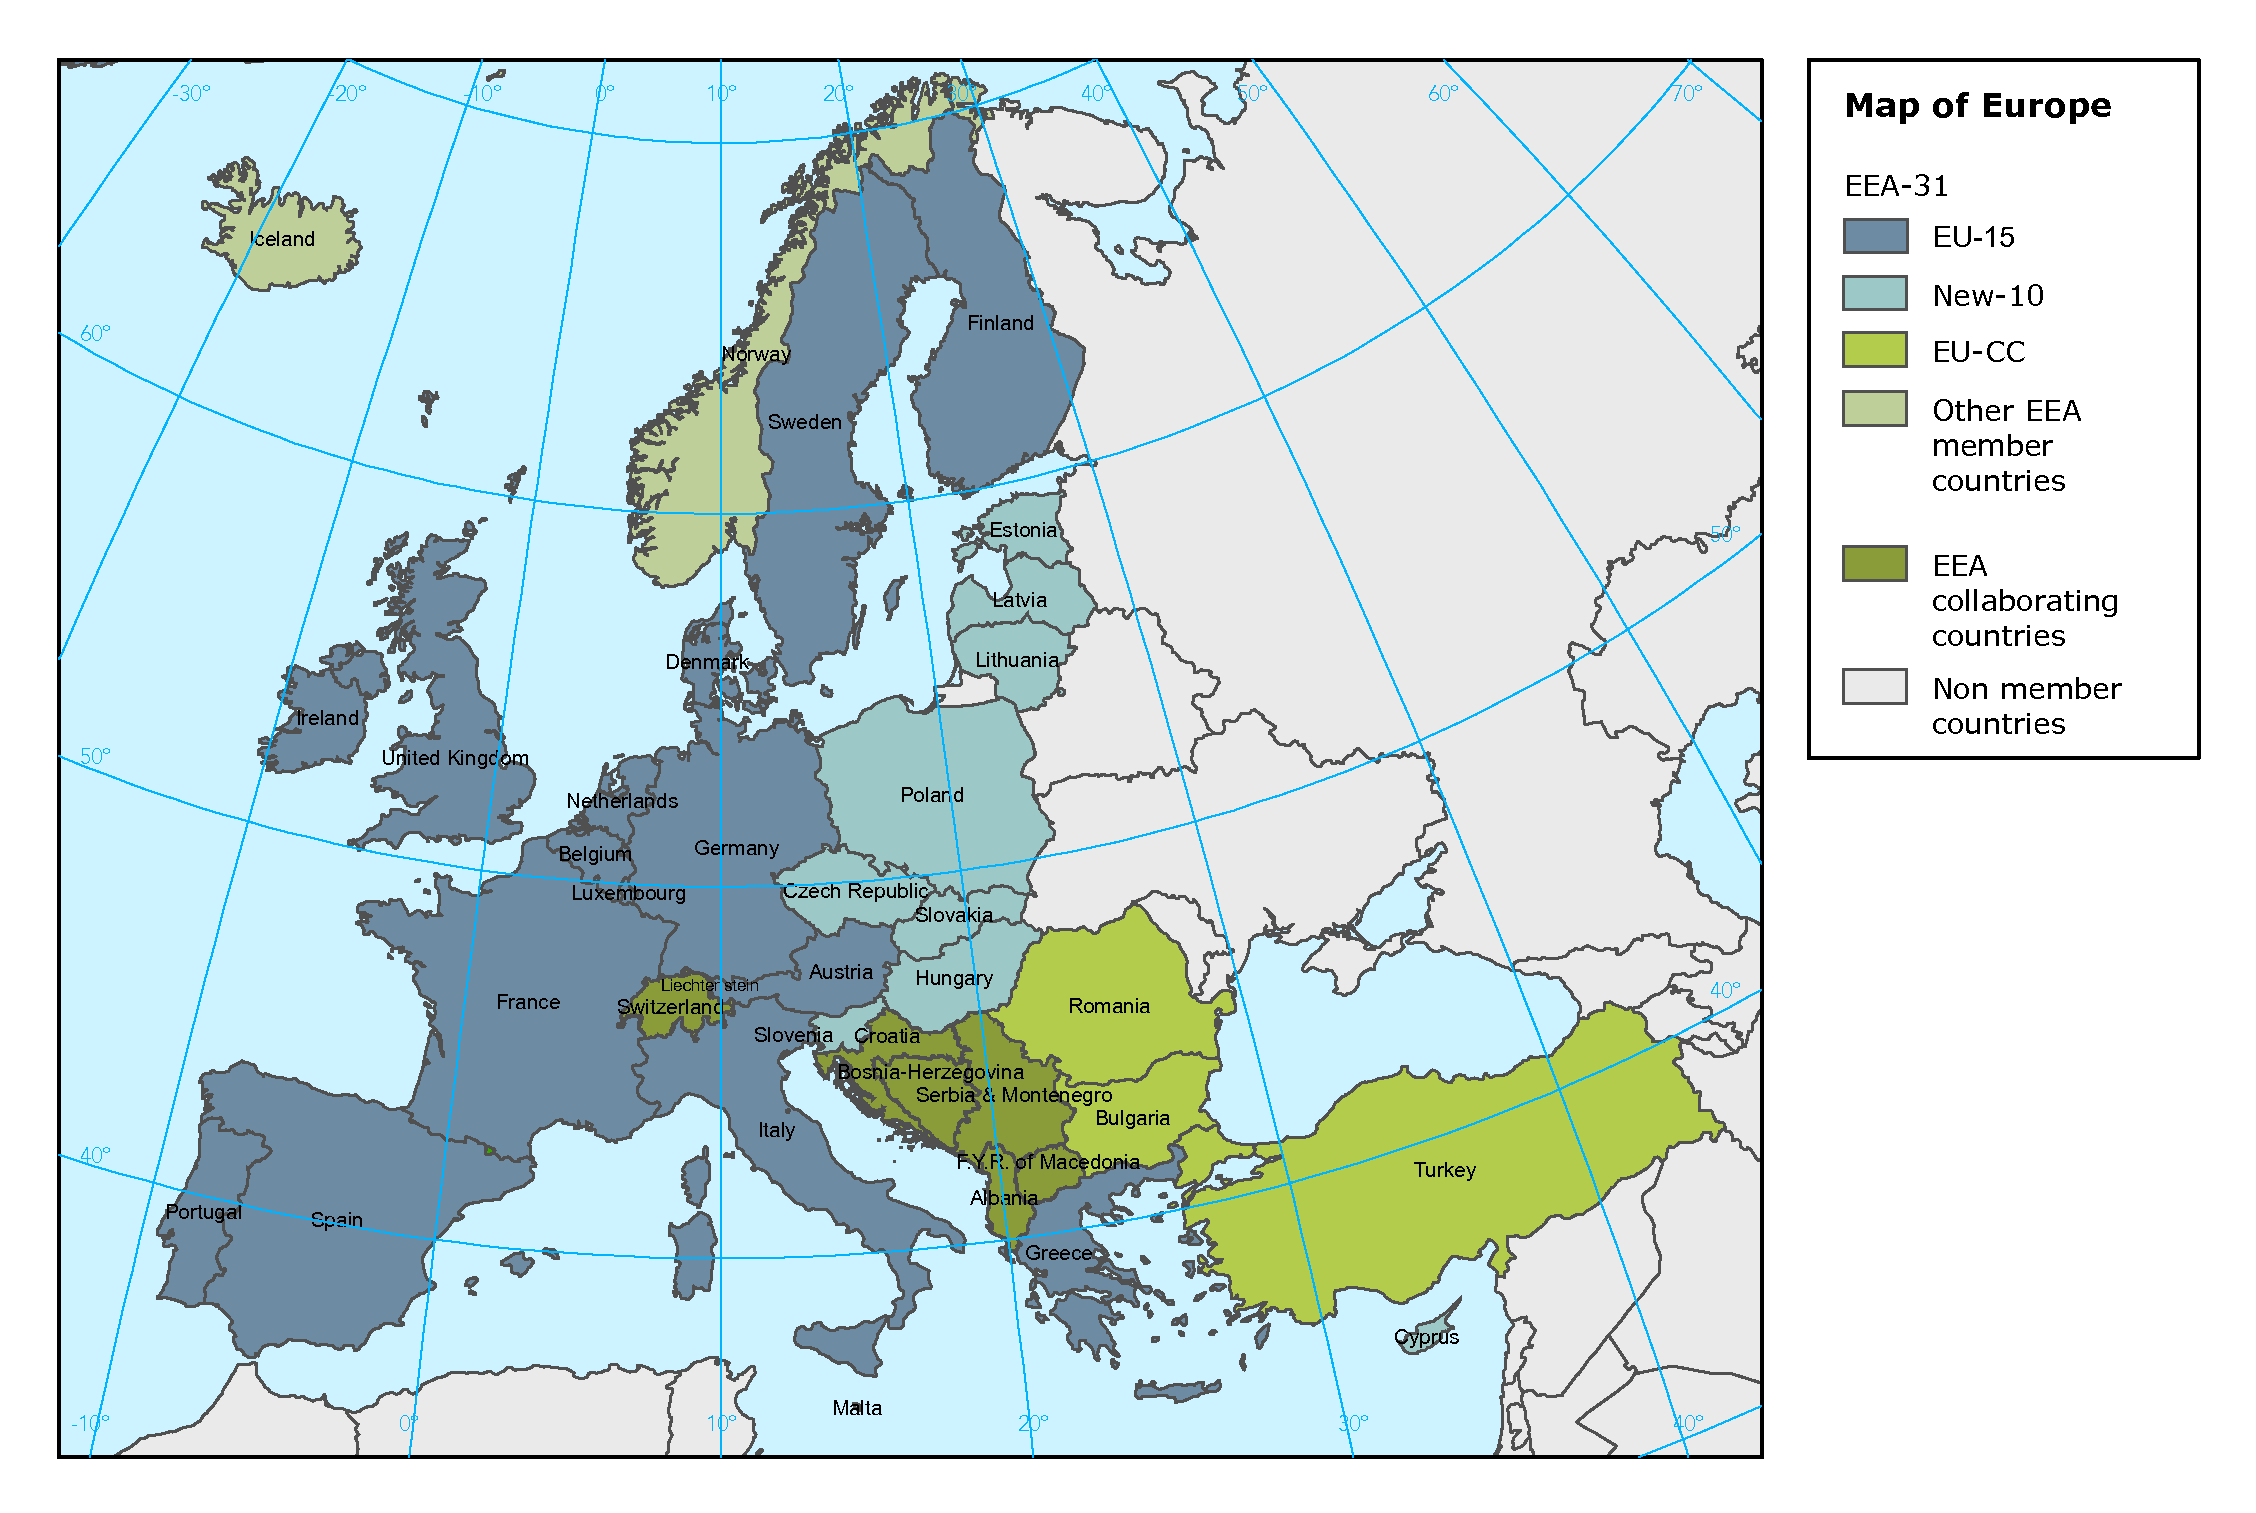 -30°
-20°
-10°
0°
10°
20°
30°
40°
50°
60°
70°
Iceland
60°
Finland
Norway
Sweden
Estonia
50°
Latvia
Lithuania
Denmark
Ireland
50°
United Kingdom
Netherlands
Poland
Germany
Belgium
Czech Republic
Luxembourg
Slovakia
Austria
Hungary
Liechtenstein
40°
France
Switzerland
Romania
Slovenia
Croatia
Bosnia-Herzegovina
Serbia & Montenegro
Bulgaria
Italy
40°
F.Y.R. of Macedonia
Turkey
Albania
Portugal
Spain
Greece
Cyprus
Malta
-10°
0°
10°
20°
30°
40°
Map of Europe
EEA-31
EU-15
New-10
EU-CC
Other EEA
member
countries
EEA
collaborating
countries
Non member
countries